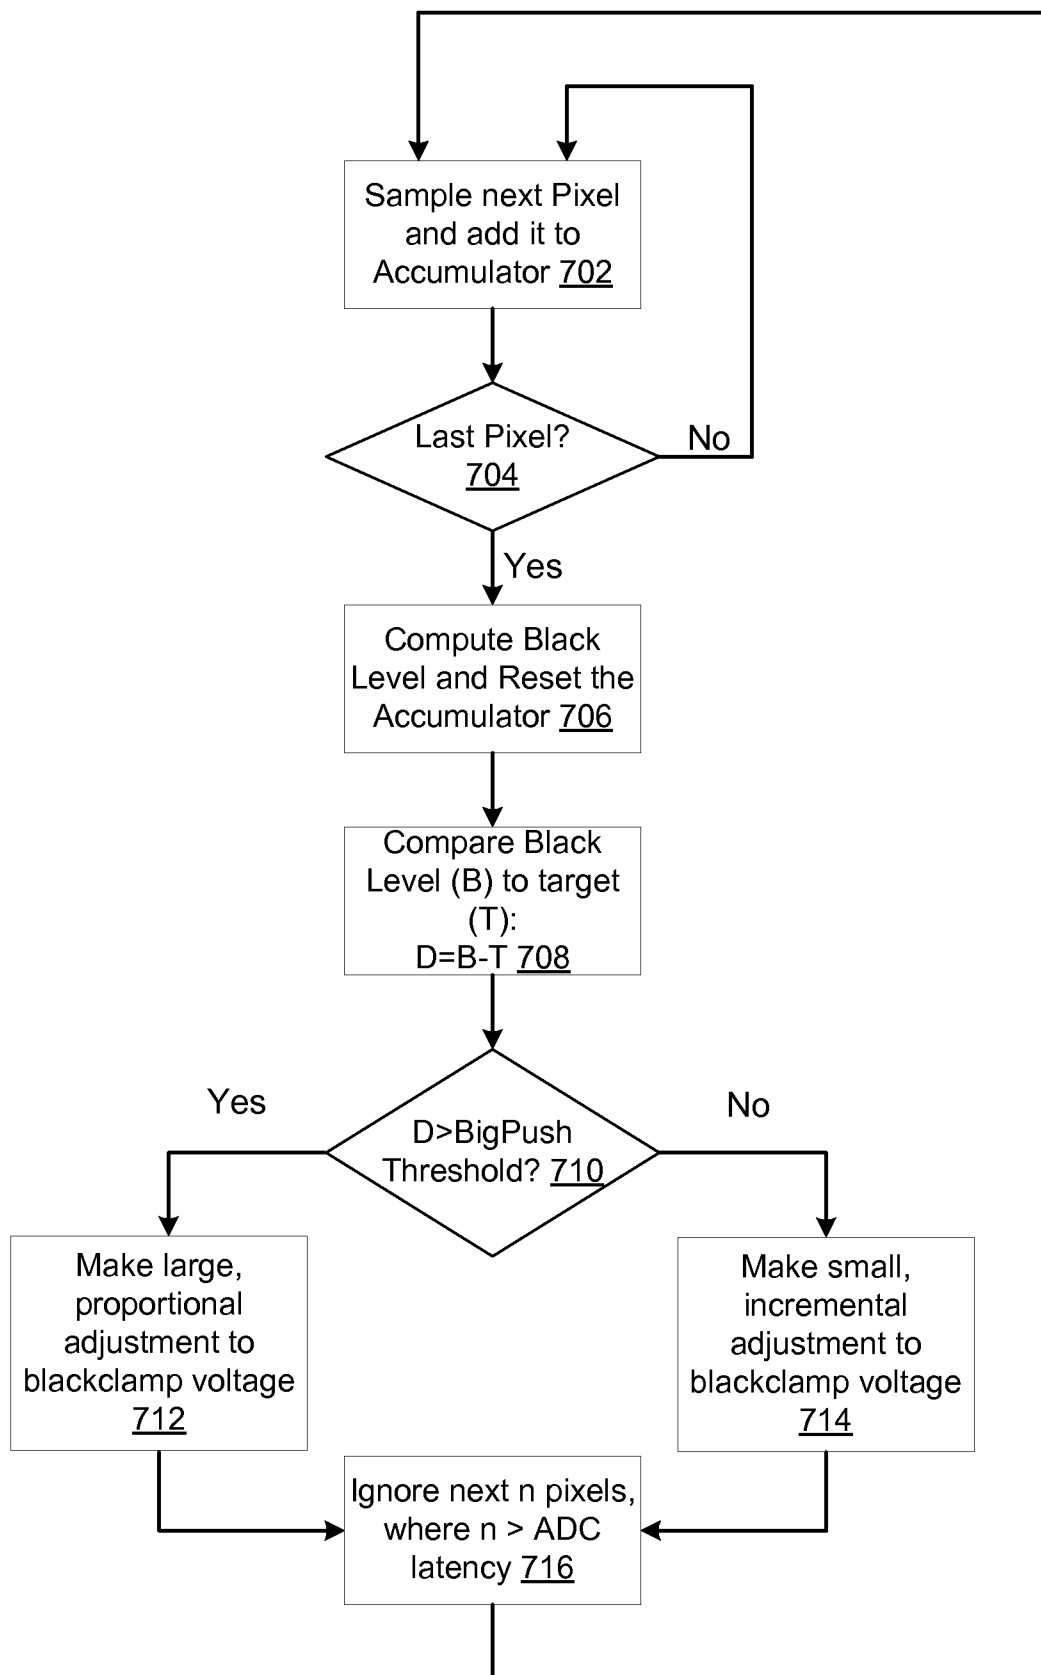 Sample next Pixel
and add it to
Accumulator 702
Last Pixel?
704
No
Yes
Compute Black
Level and Reset the
Accumulator 706
Compare Black
Level (B) to target
(T):
D=B-T 708
Yes
No
D>BigPush
Threshold? 710
Make large,
proportional
adjustment to
blackclamp voltage
712
Make small,
incremental
adjustment to
blackclamp voltage
714
Ignore next n pixels,
where n > ADC
latency 716